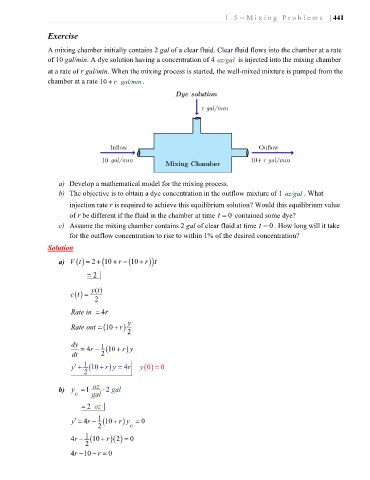 1.5 – Mixing Problems | 441
Exercise
A mixing chamber initially contains 2 gal of a clear fluid. Clear fluid flows into the chamber at a rate
of 10 gal/min. A dye solution having a concentration of 4 oz/gal is injected into the mixing chamber
at a rate of r gal/min. When the mixing process is started, the well-mixed mixture is pumped from the
chamber at a rate 10 + r gal/min.
Dye solution
r gal/min
Inflow Outflow
10 gal/min 10 + r gal/min
Mixing Chamber
a) Develop a mathematical model for the mixing process.
b) The objective is to obtain a dye concentration in the outflow mixture of 1 oz/gal. What
injection rate r is required to achieve this equilibrium solution? Would this equilibrium value
of r be different if the fluid in the chamber at time t = 0 contained some dye?
c) Assume the mixing chamber contains 2 gal of clear fluid at time t = 0. How long will it take
for the outflow concentration to rise to within 1% of the desired concentration?
Solution
a) V(t) = 2 + (10 + r − (10 + r))t
= 2
c(t) = y(t)/2
Rate in = 4r
Rate out = (10 + r) y/2
dy/dt = 4r − 1/2 (10 + r) y
y' + 1/2 (10 + r) y = 4r y(0) = 0
b) y_e = 1 oz/gal · 2 gal
= 2 oz
y' = 4r − 1/2 (10 + r) y_e = 0
4r − 1/2 (10 + r)(2) = 0
4r − 10 − r = 0